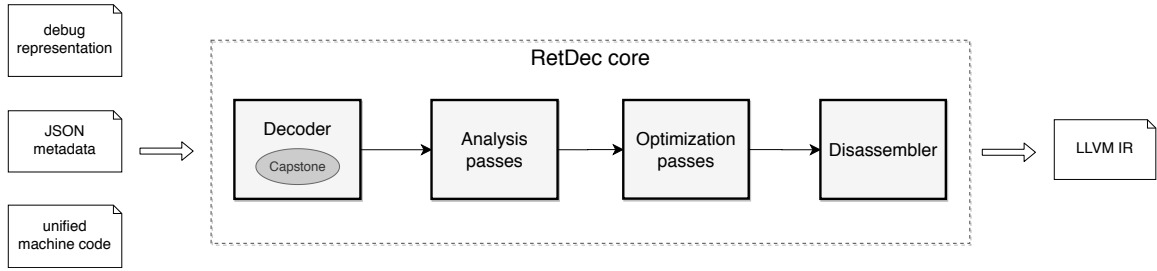 debug
representation
RetDec core
JSON
metadata
Decoder
Capstone
Analysis
passes
Optimization
passes
Disassembler
LLVM IR
unified
machine code